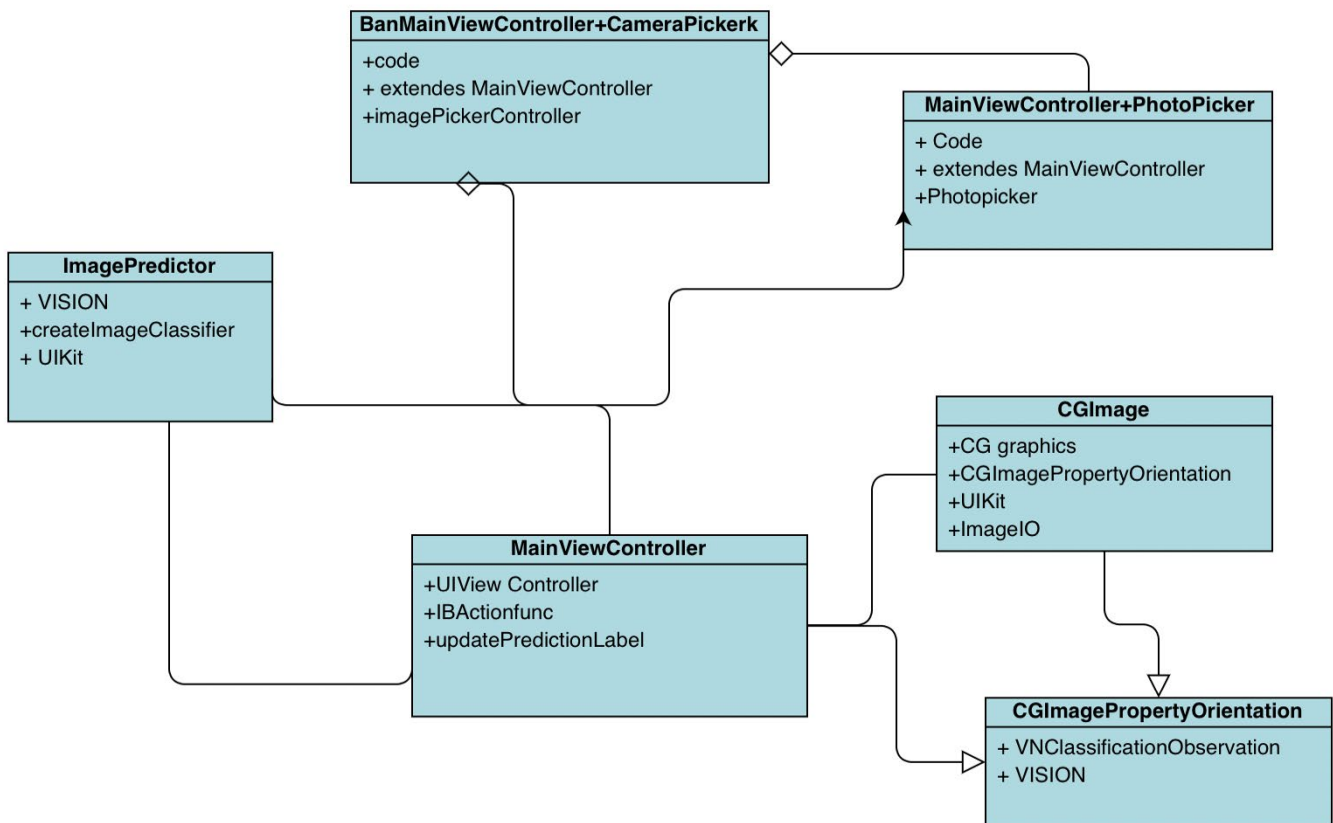 BanMainViewController+CameraPickerk
+code
+ extendes MainViewController
+imagePickerController
MainViewController+PhotoPicker
+ Code
+ extendes MainViewController
+Photopicker
ImagePredictor
+ VISION
+createImageClassifier
+ UIKit
CGImage
+CG graphics
+CGImagePropertyOrientation
+UIKit
+ImageIO
MainViewController
+UIView Controller
+IBActionfunc
+updatePredictionLabel
CGImagePropertyOrientation
+ VNClassificationObservation
+ VISION